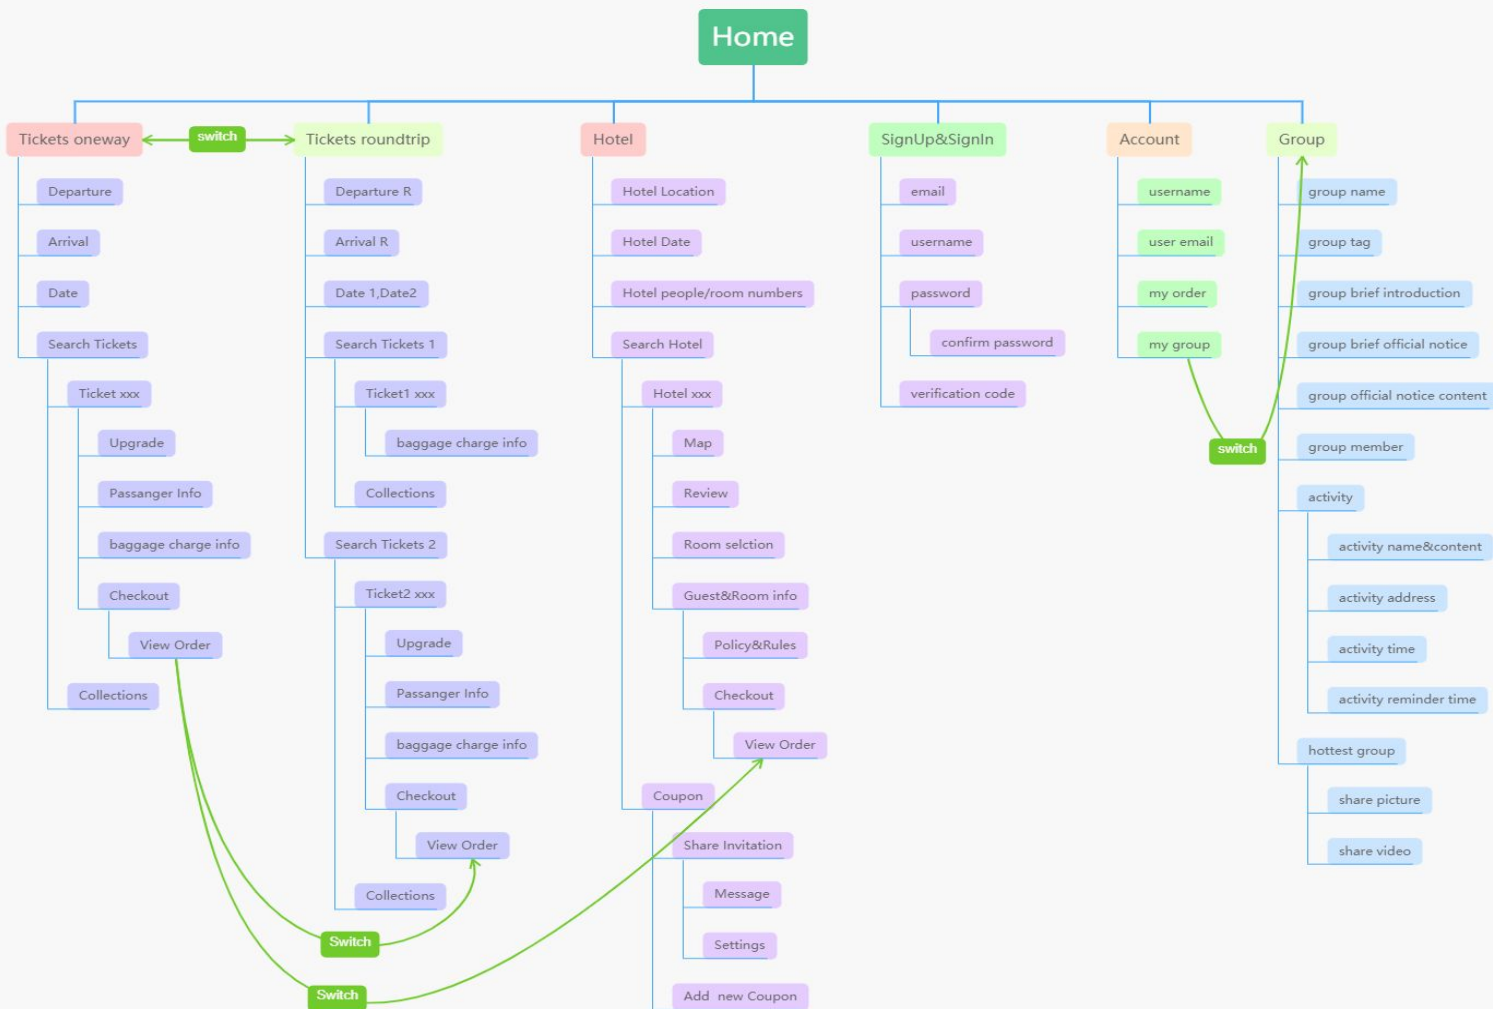 Home
Tickets oneway
switch
Tickets roundtrip
Hotel
SignUp&SignIn
Account
Group
Departure
Arrival
Date
Search Tickets
Ticket xxx
Upgrade
Passanger Info
baggage charge info
Checkout
View Order
Collections
Departure R
Arrival R
Date 1,Date2
Search Tickets 1
Ticket1 xxx
baggage charge info
Collections
Search Tickets 2
Ticket2 xxx
Upgrade
Passanger Info
baggage charge info
Checkout
View Order
Collections
Switch
Switch
Hotel Location
Hotel Date
Hotel people/room numbers
Search Hotel
Hotel xxx
Map
Review
Room selction
Guest&Room info
Policy&Rules
Checkout
View Order
Coupon
Share Invitation
Message
Settings
Add new Coupon
email
username
password
confirm password
verification code
username
user email
my order
my group
switch
group name
group tag
group brief introduction
group brief official notice
group official notice content
group member
activity
activity name&content
activity address
activity time
activity reminder time
hottest group
share picture
share video